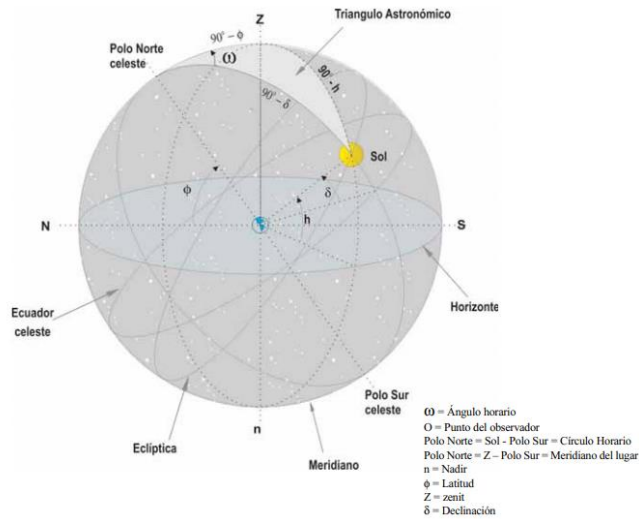 Z
Triangulo Astronómico
90° - ϕ
Polo Norte
celeste
ω
90° - h
90° - δ
Sol
ϕ
δ
h
N
S
Horizonte
Ecuador
celeste
Polo Sur
celeste
n
Eclíptica
Meridiano
ω = Ángulo horario
O = Punto del observador
Polo Norte = Sol - Polo Sur = Círculo Horario
Polo Norte = Z – Polo Sur = Meridiano del lugar
n = Nadir
ϕ = Latitud
Z = zenit
δ = Declinación